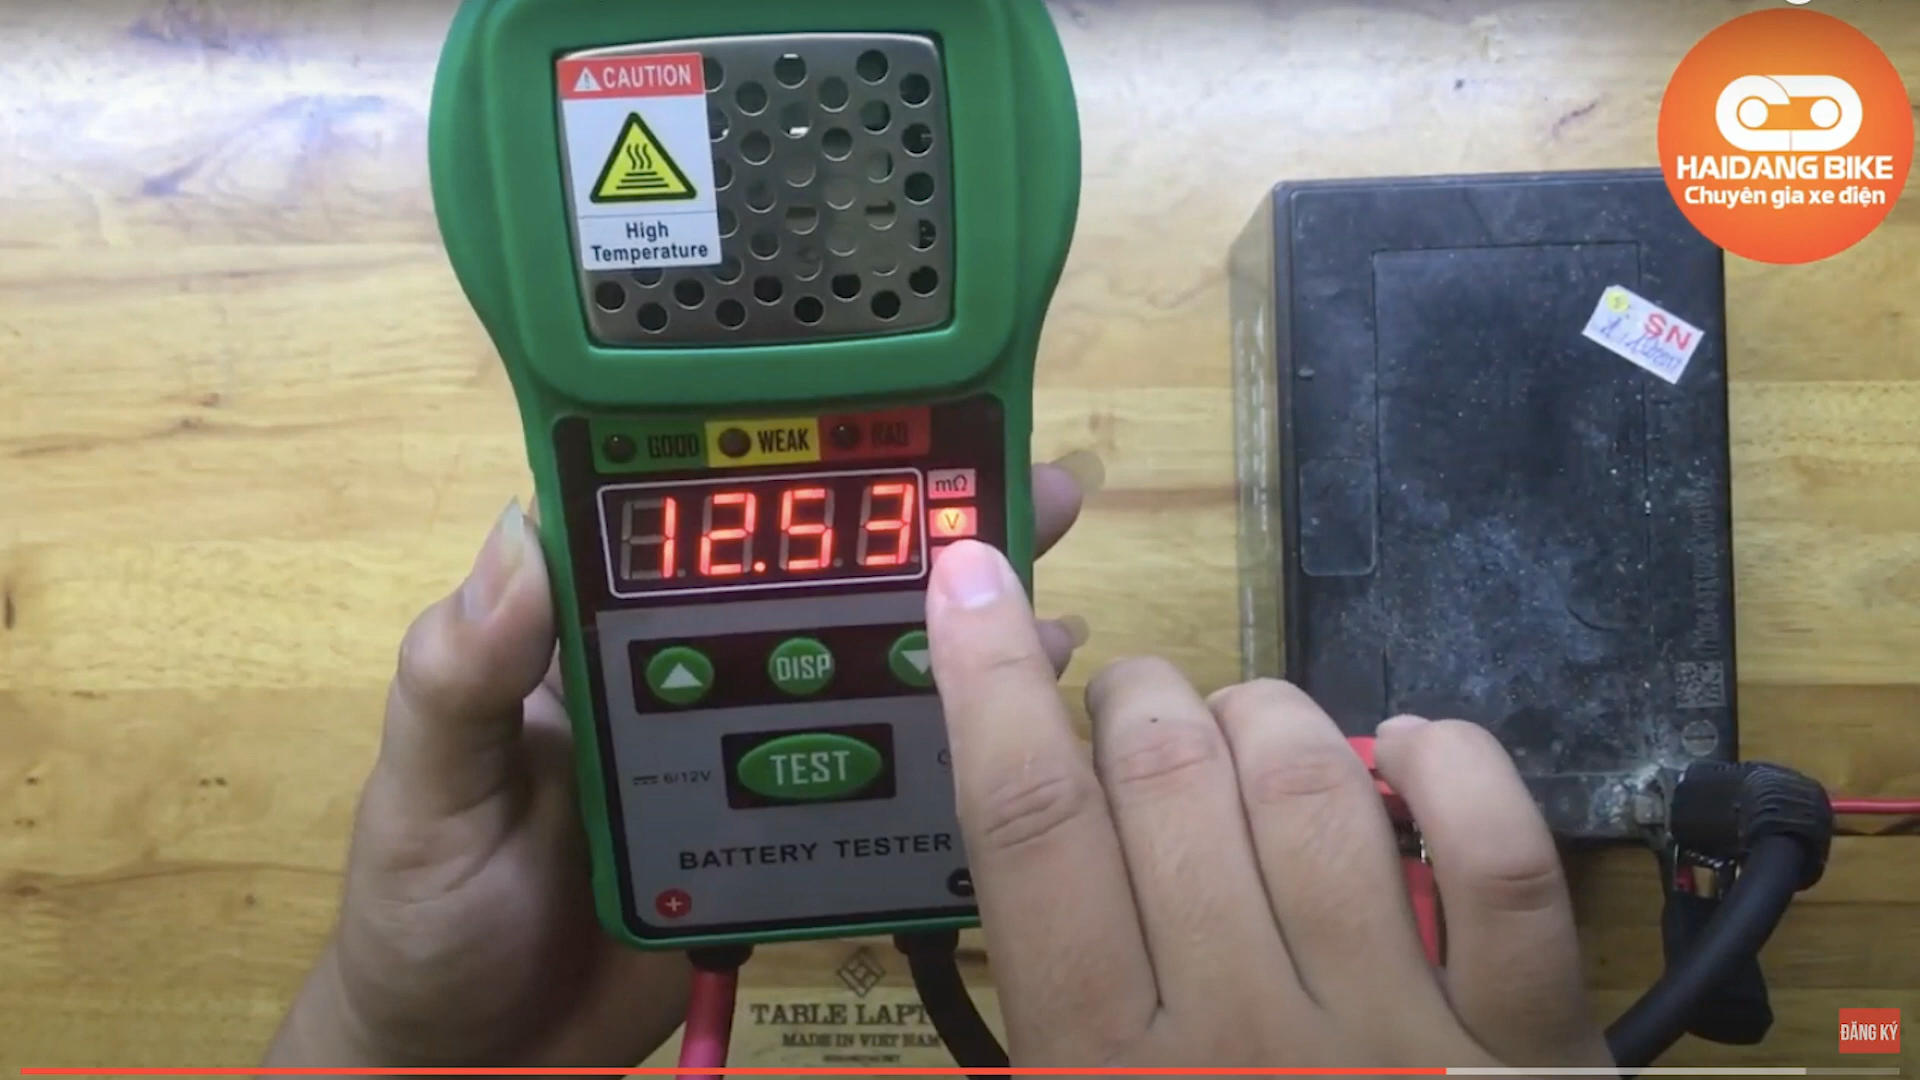 CAUTION
High
Temperature
HAIDANG BIKE
Chuyên gia xe điện
SN
GOOD
WEAK
BAD
12.53
mΩ
V
DISP
TEST
6/12V
BATTERY TESTER
+
-
TABLE LAPT
MADE IN VIET NAM
ĐĂNG KÝ